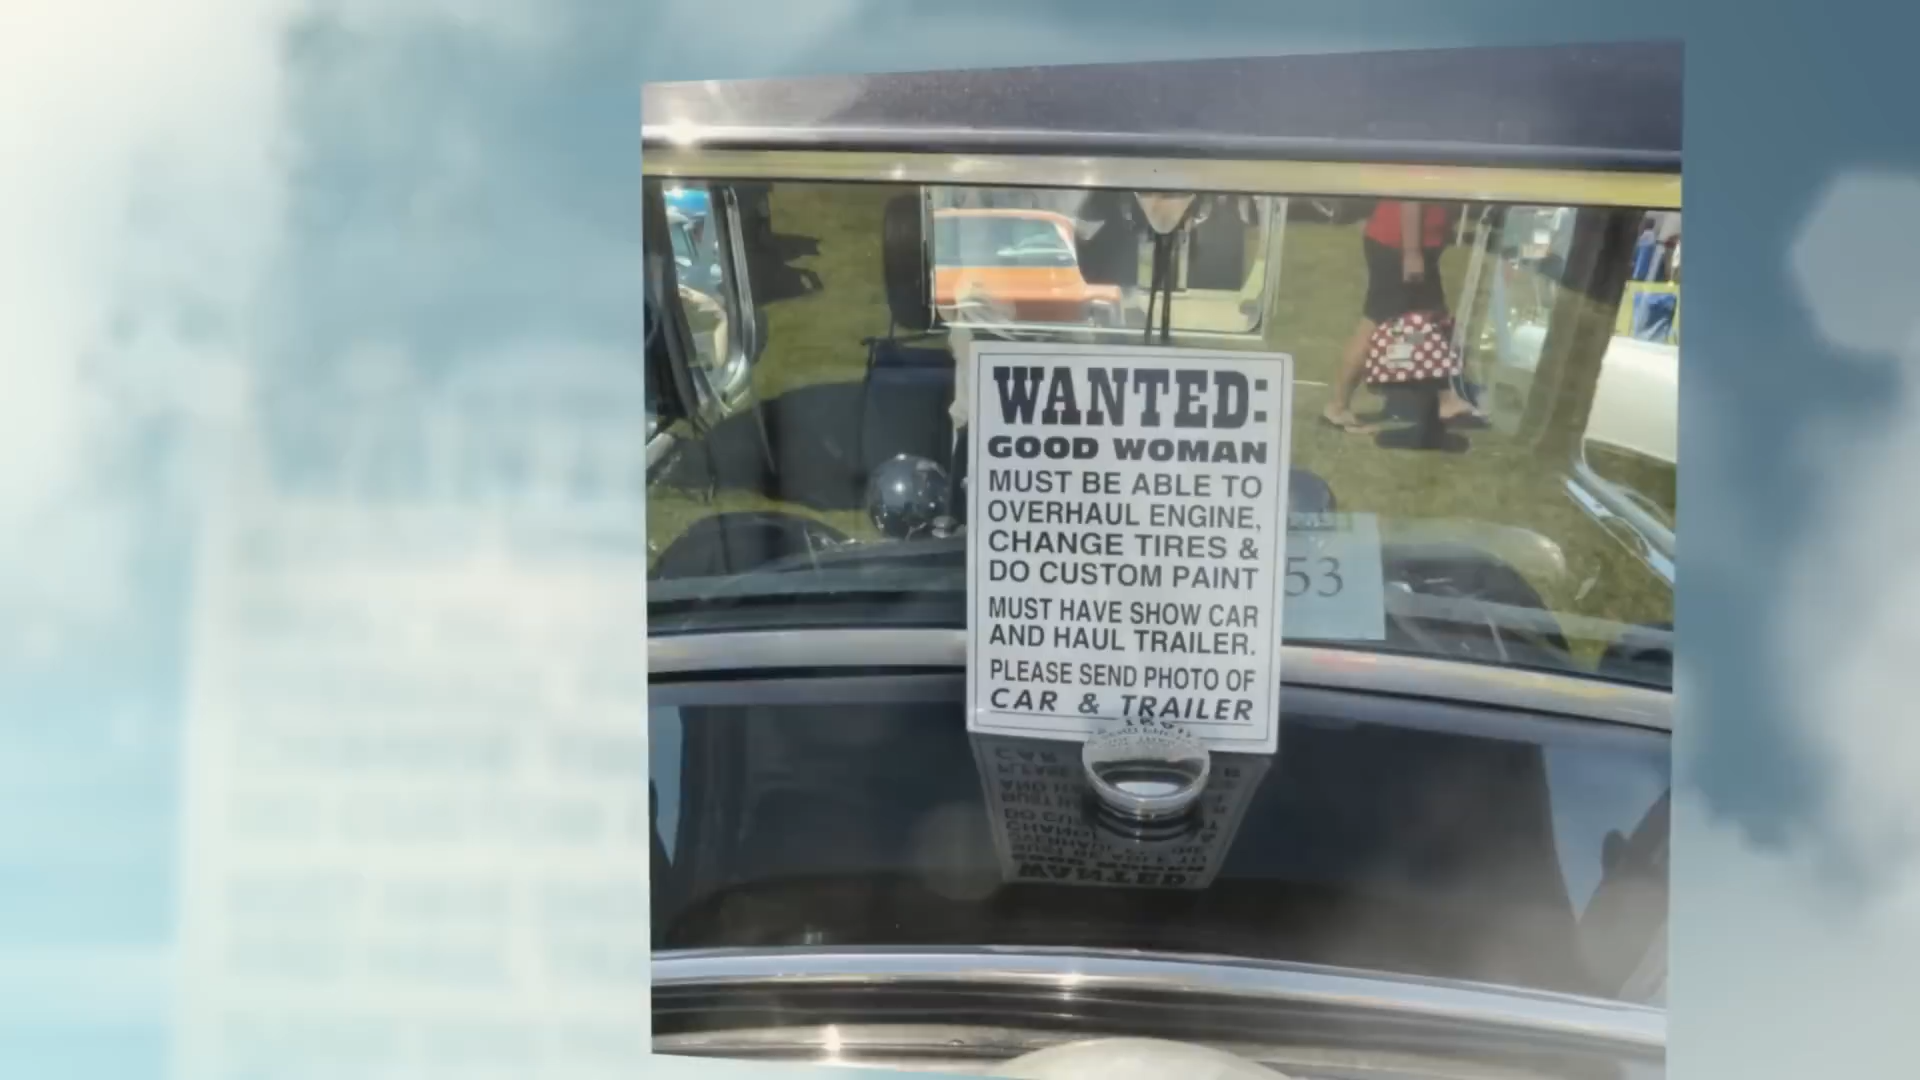 WANTED:
GOOD WOMAN
MUST BE ABLE TO
OVERHAUL ENGINE,
CHANGE TIRES &
DO CUSTOM PAINT
MUST HAVE SHOW CAR
AND HAUL TRAILER.
PLEASE SEND PHOTO OF
CAR & TRAILER
53